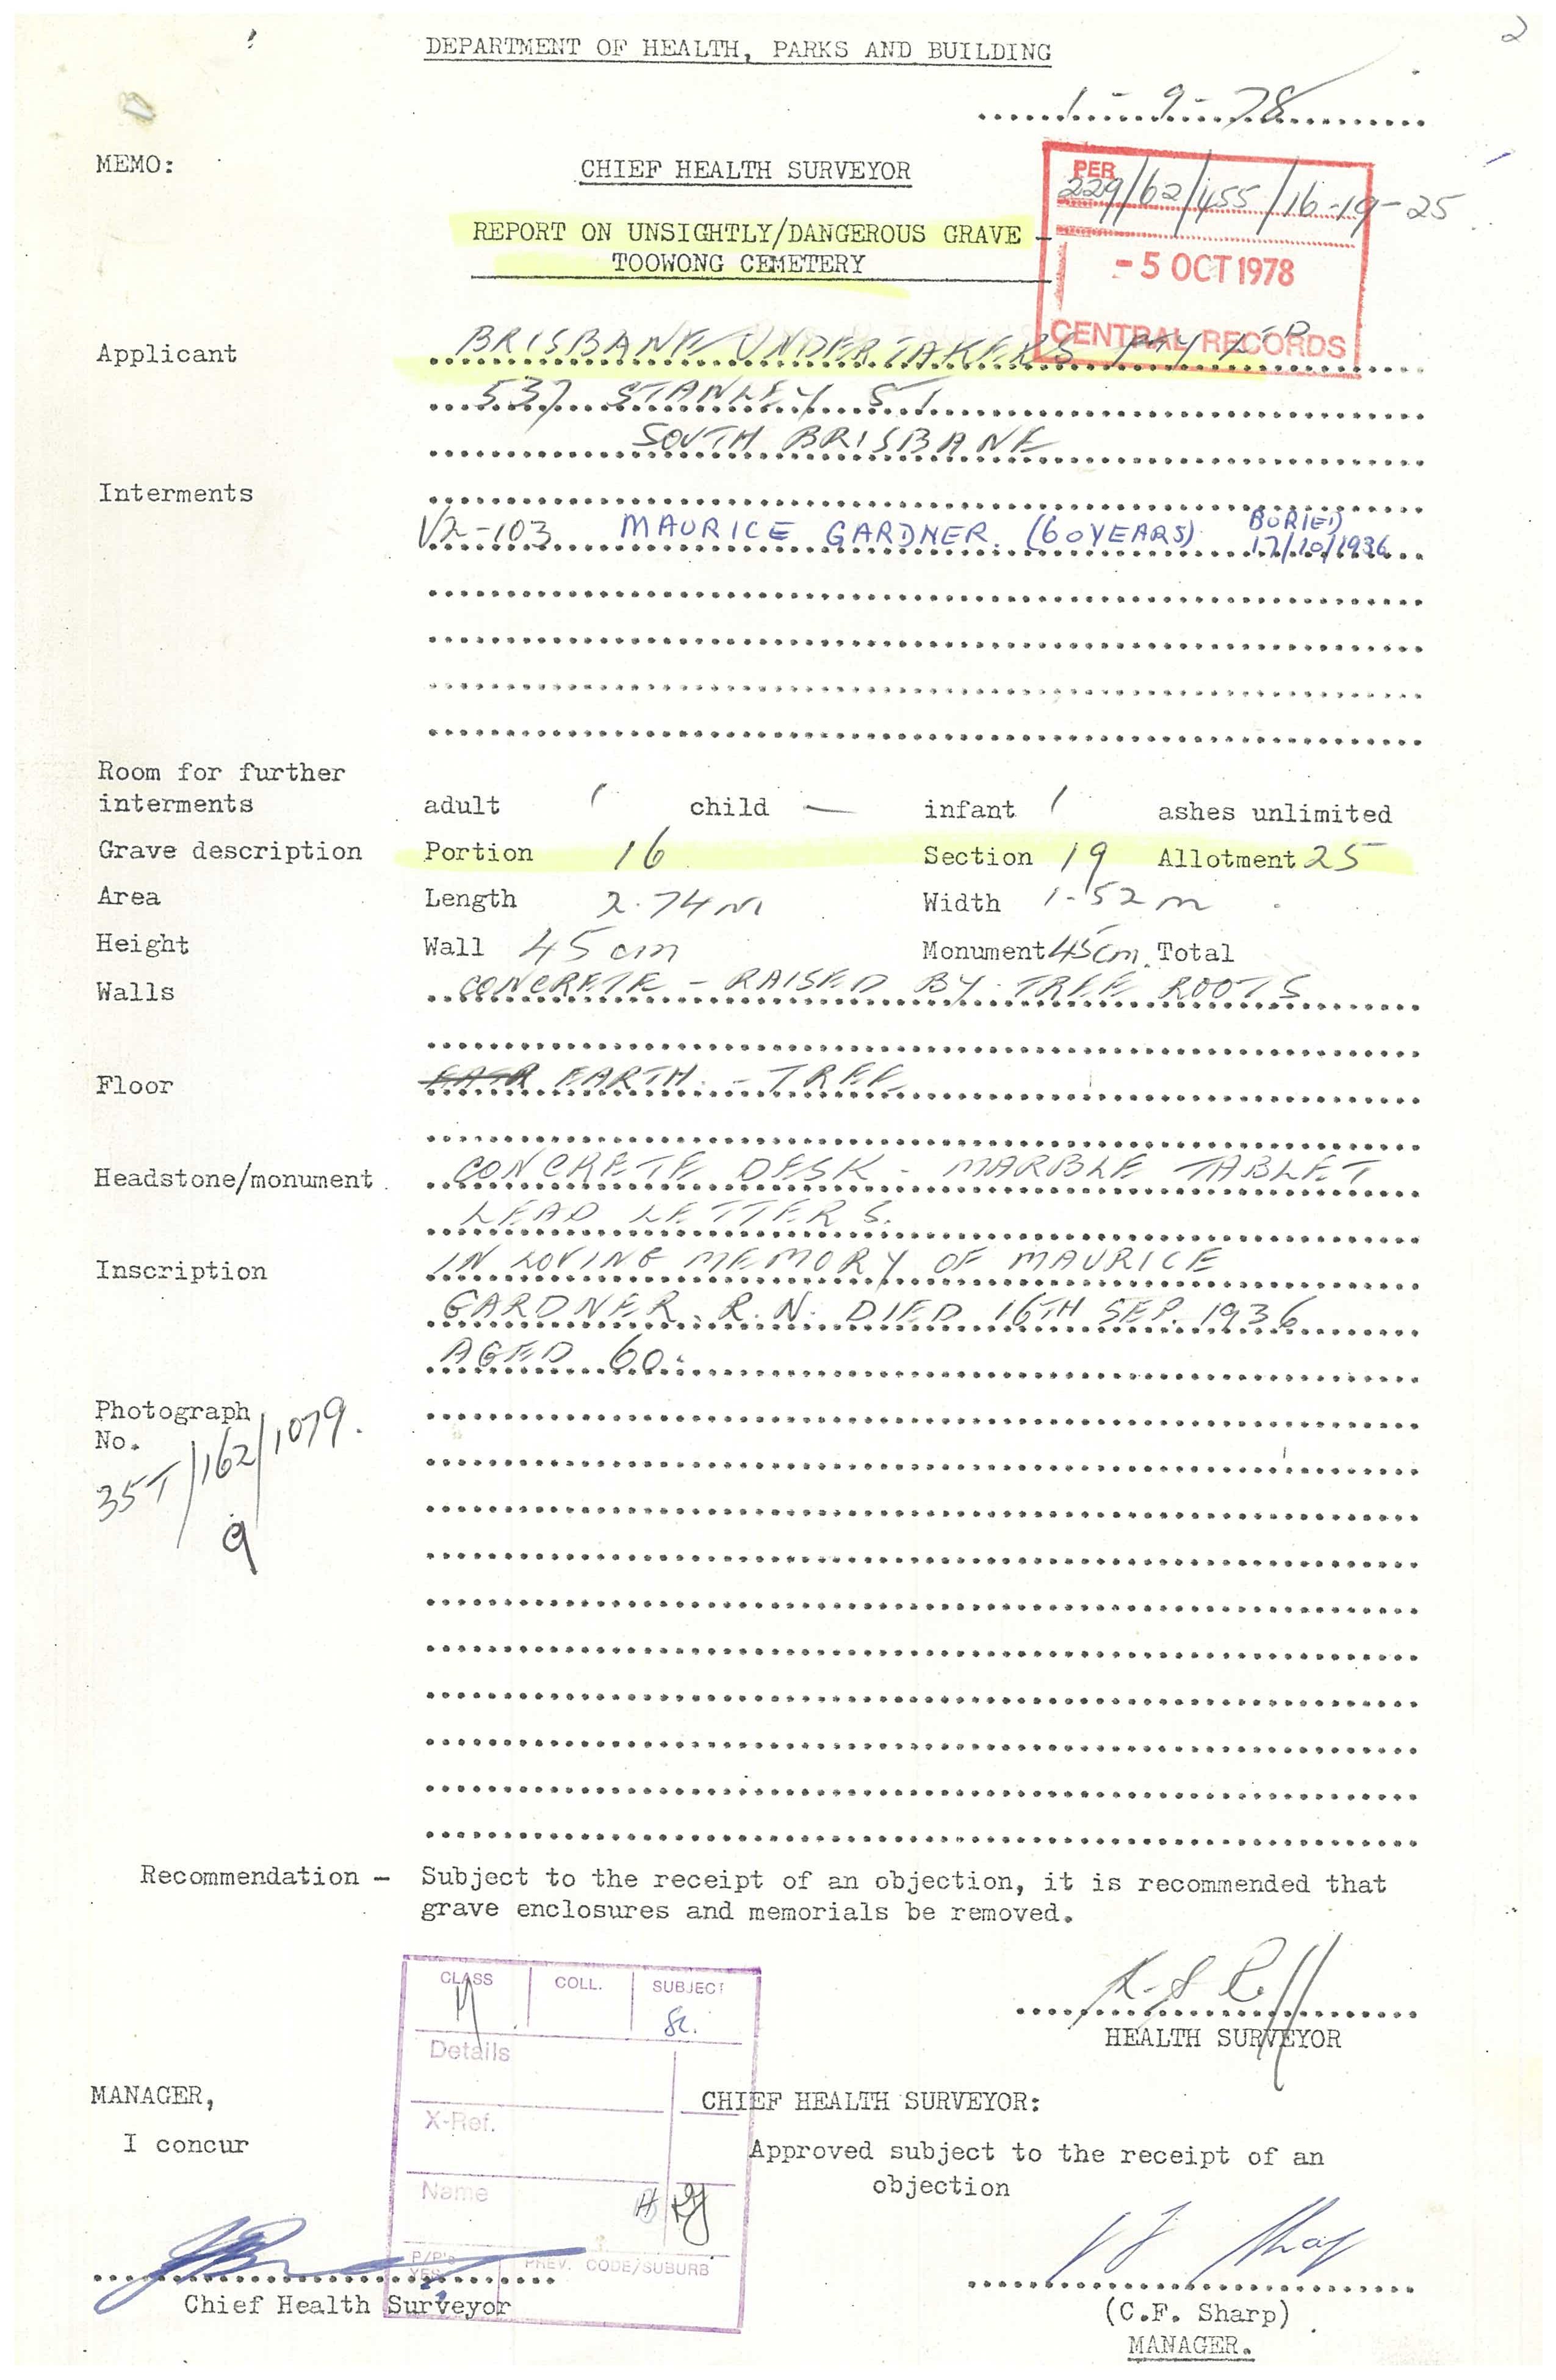 2
DEPARTMENT OF HEALTH, PARKS AND BUILDING
1-9-78
MEMO:
CHIEF HEALTH SURVEYOR
PER
229/62/455/16-19-25
REPORT ON UNSIGHTLY/DANGEROUS GRAVE -
TOOWONG CEMETERY
- 5 OCT 1978
CENTRAL RECORDS
Applicant BRISBANE UNDERTAKERS PTY LTD
537 STANLEY ST
SOUTH BRISBANE
Interments
V2-103 MAURICE GARDNER. (60 YEARS) BURIED 17/10/1936
Room for further
interments adult 1 child — infant 1 ashes unlimited
Grave description Portion 16 Section 19 Allotment 25
Area Length 2.74m Width 1-52m
Height Wall 45cm Monument 45cm. Total
Walls CONCRETE - RAISED BY TREE ROOTS
Floor EARTH. - TREE
Headstone/monument CONCRETE DESK - MARBLE TABLET
LEAD LETTERS.
Inscription IN LOVING MEMORY OF MAURICE
GARDNER. R.N. DIED 16TH SEP. 1936
AGED 60.
Photograph
No.
35T/162/1079.
9
Recommendation - Subject to the receipt of an objection, it is recommended that
grave enclosures and memorials be removed.
CLASS COLL. SUBJECT
Details
HEALTH SURVEYOR
MANAGER,
CHIEF HEALTH SURVEYOR:
X-Ref.
I concur
Approved subject to the receipt of an
objection
Name
P/P's
YES
PREV. CODE/SUBURB
Chief Health Surveyor
(C.F. Sharp)
MANAGER.